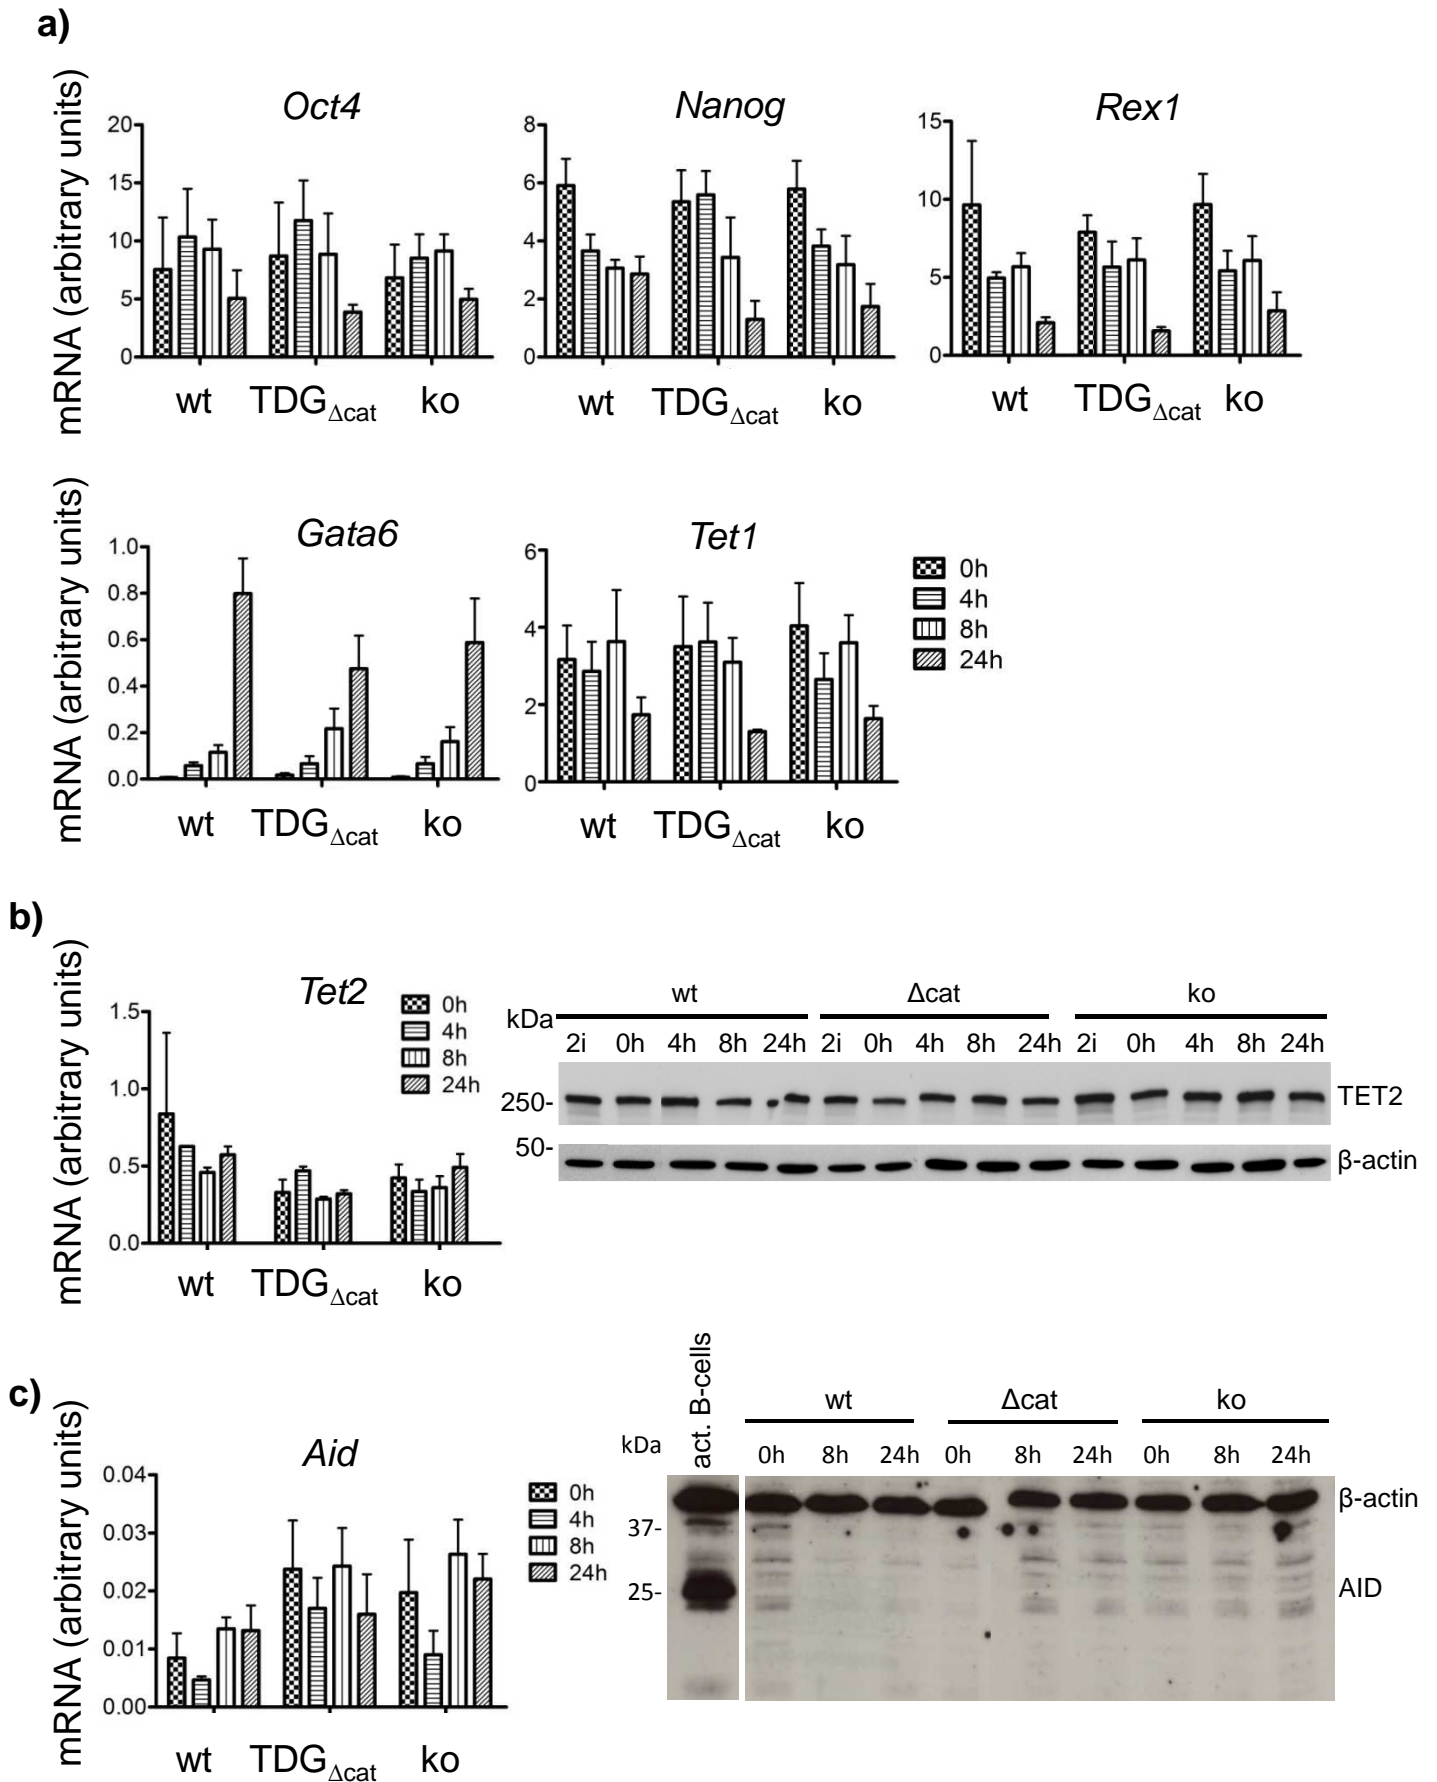 a)
mRNA (arbitrary units)
Oct4
20
15
10
5
0
wt TDGΔcat ko
Nanog
8
6
4
2
0
wt TDGΔcat ko
Rex1
15
10
5
0
wt TDGΔcat ko
mRNA (arbitrary units)
Gata6
1.0
0.8
0.6
0.4
0.2
0.0
wt TDGΔcat ko
Tet1
6
4
2
0
wt TDGΔcat ko
0h
4h
8h
24h
b)
mRNA (arbitrary units)
Tet2
1.5
1.0
0.5
0.0
wt TDGΔcat ko
0h
4h
8h
24h
wt Δcat ko
kDa
2i 0h 4h 8h 24h 2i 0h 4h 8h 24h 2i 0h 4h 8h 24h
250- TET2
50-
β-actin
c)
mRNA (arbitrary units)
Aid
0.04
0.03
0.02
0.01
0.00
wt TDGΔcat ko
0h
4h
8h
24h
act. B-cells
wt Δcat ko
kDa
0h 8h 24h 0h 8h 24h 0h 8h 24h
β-actin
37-
25- AID